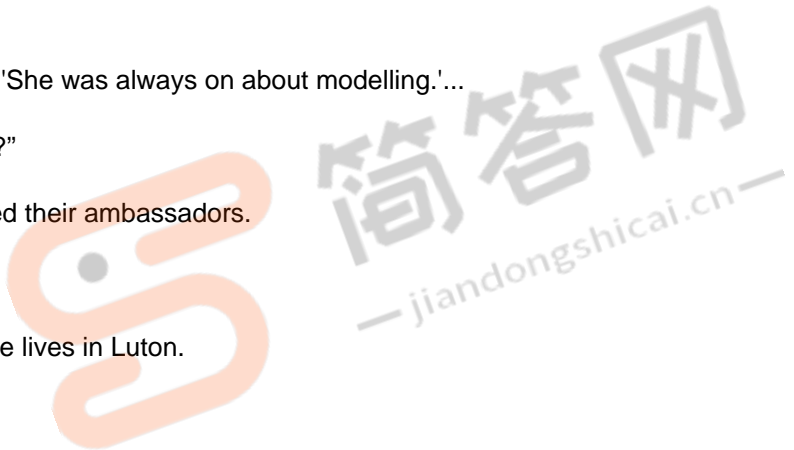 'She was always on about modelling.'...
?”
ed their ambassadors.
e lives in Luton.
简答网
jiandongshicai.cn